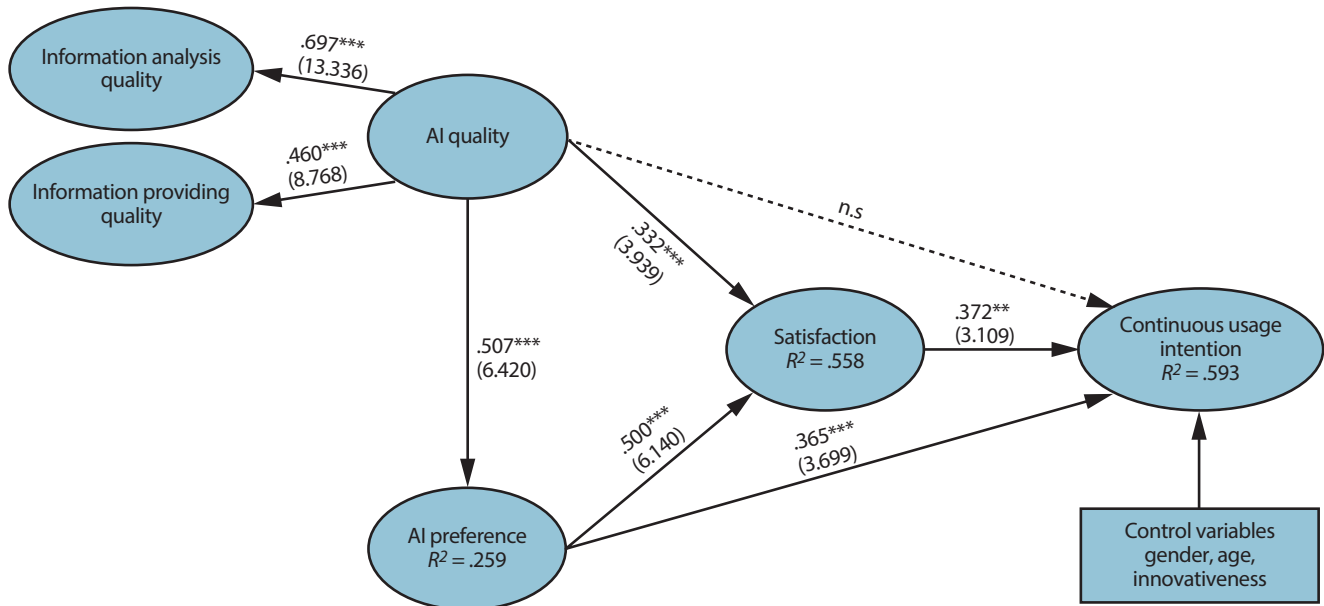 Information analysis
quality
.697***
(13.336)
AI quality
Information providing
quality
.460***
(8.768)
n.s
.332***
(3.939)
.507***
(6.420)
Satisfaction
R² = .558
.372**
(3.109)
Continuous usage
intention
R² = .593
.500***
(6.140)
.365***
(3.699)
AI preference
R² = .259
Control variables
gender, age,
innovativeness